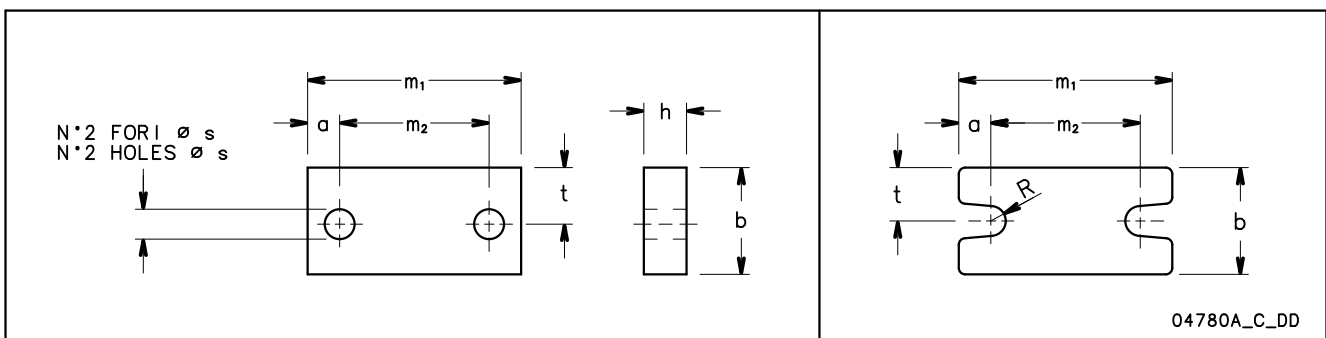 m₁
a
m₂
h
N°2 FORI Ø s
N°2 HOLES Ø s
t
b
m₁
a
m₂
t
R
b
04780A_C_DD